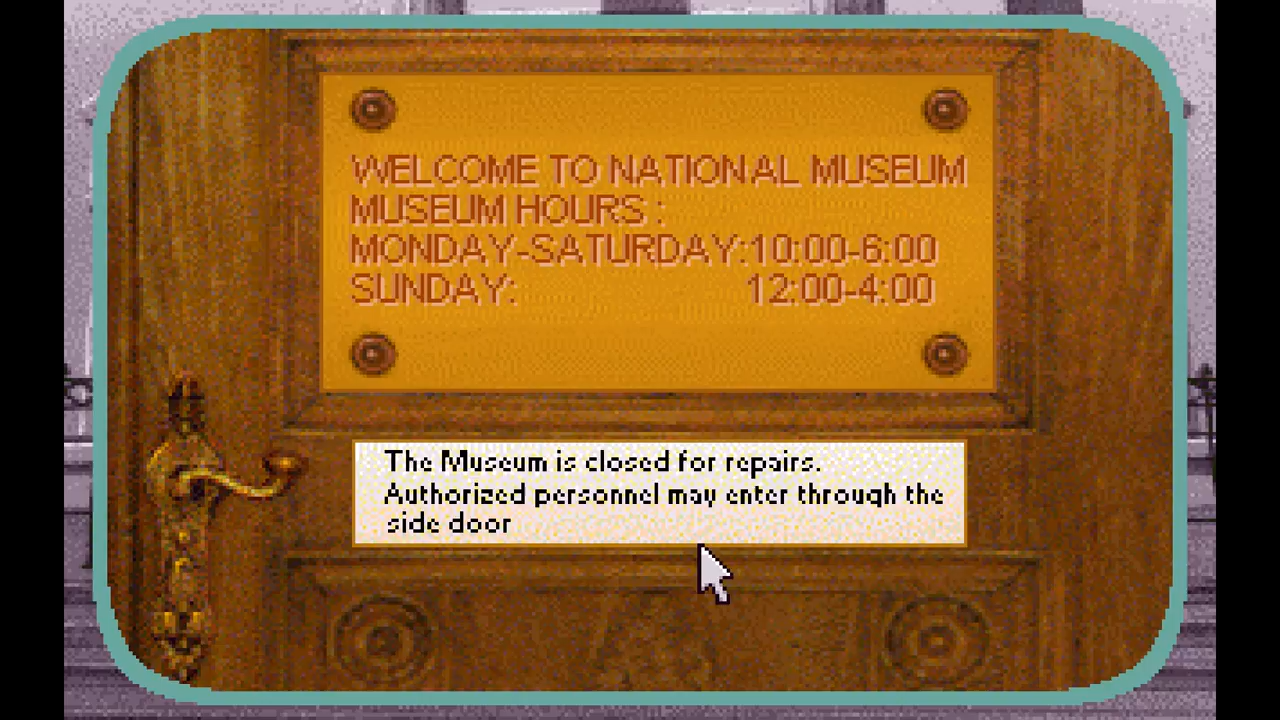 WELCOME TO NATIONAL MUSEUM
MUSEUM HOURS :
MONDAY-SATURDAY:10:00-6:00
SUNDAY: 12:00-4:00
The Museum is closed for repairs.
Authorized personnel may enter through the
side door